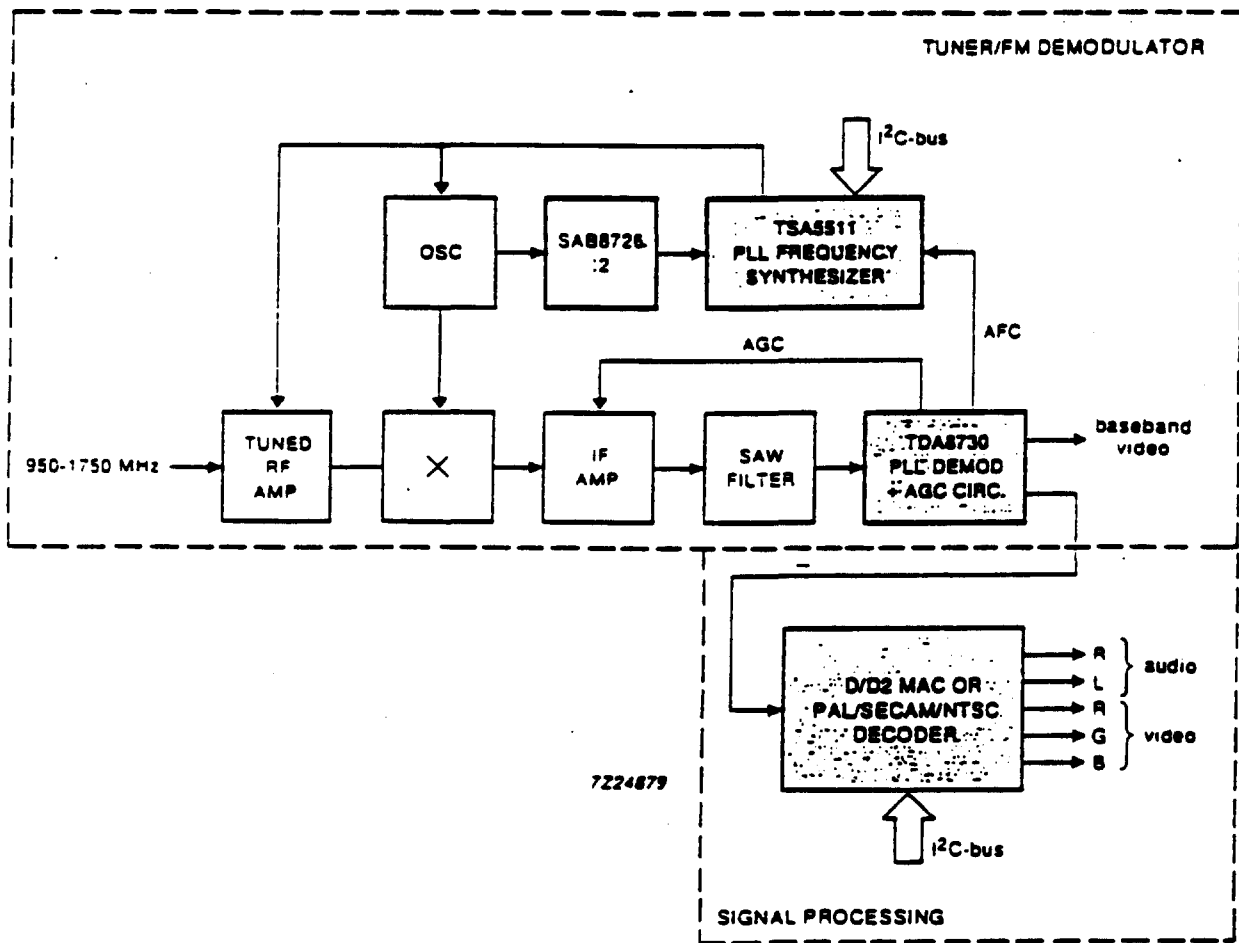 TUNER/FM DEMODULATOR
I²C-bus
OSC
SAB8726
:2
TSA5511
PLL FREQUENCY
SYNTHESIZER
AGC
AFC
950-1750 MHz
TUNED
RF
AMP
X
IF
AMP
SAW
FILTER
TDA8730
PLL DEMOD
+ AGC CIRC.
baseband
video
D/D2 MAC OR
PAL/SECAM/NTSC
DECODER
R
L
audio
R
G
B
video
7Z24879
I²C-bus
SIGNAL PROCESSING